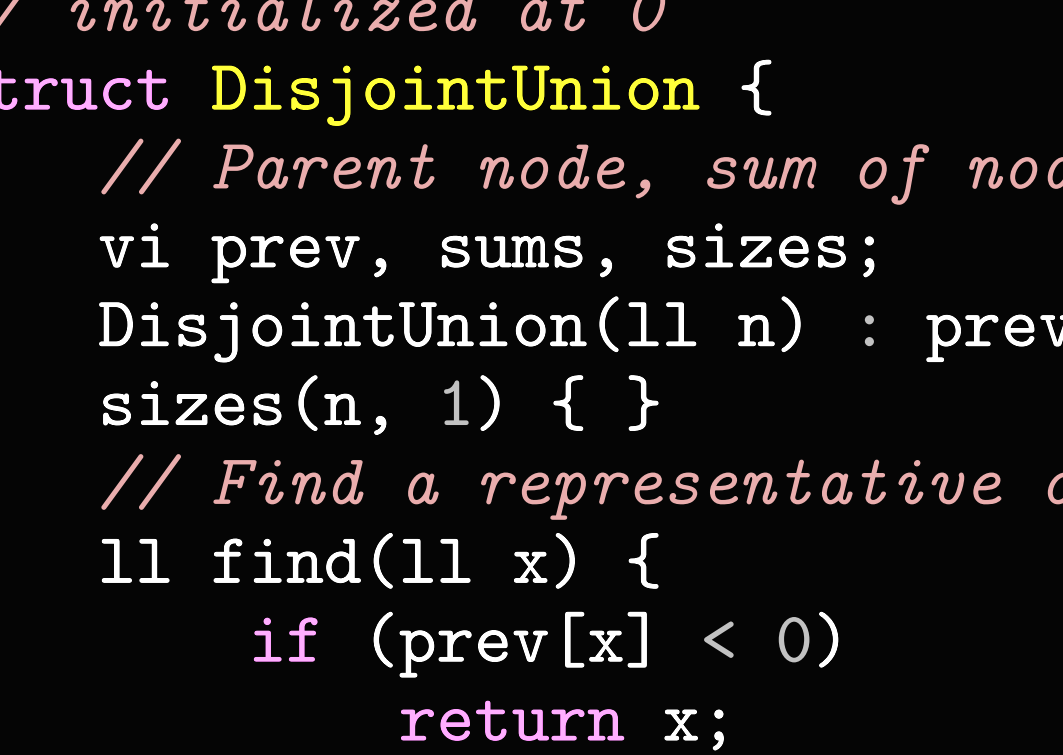 / initialized at 0
truct DisjointUnion {
// Parent node, sum of nod
vi prev, sums, sizes;
DisjointUnion(ll n) : prev
sizes(n, 1) { }
// Find a representative
ll find(ll x) {
if (prev[x] < 0)
return x;